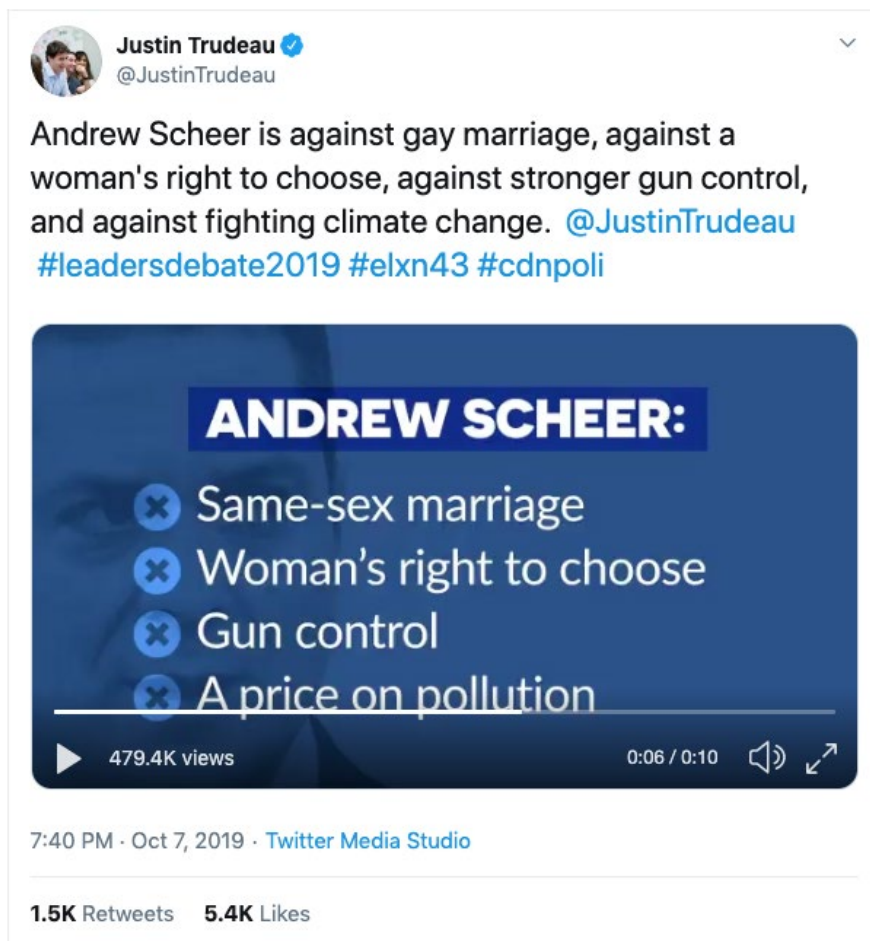 Justin Trudeau
@JustinTrudeau
Andrew Scheer is against gay marriage, against a
woman's right to choose, against stronger gun control,
and against fighting climate change. @JustinTrudeau
#leadersdebate2019 #elxn43 #cdnpoli
ANDREW SCHEER:
Same-sex marriage
Woman’s right to choose
Gun control
A price on pollution
479.4K views
0:06 / 0:10
7:40 PM · Oct 7, 2019 · Twitter Media Studio
1.5K Retweets 5.4K Likes